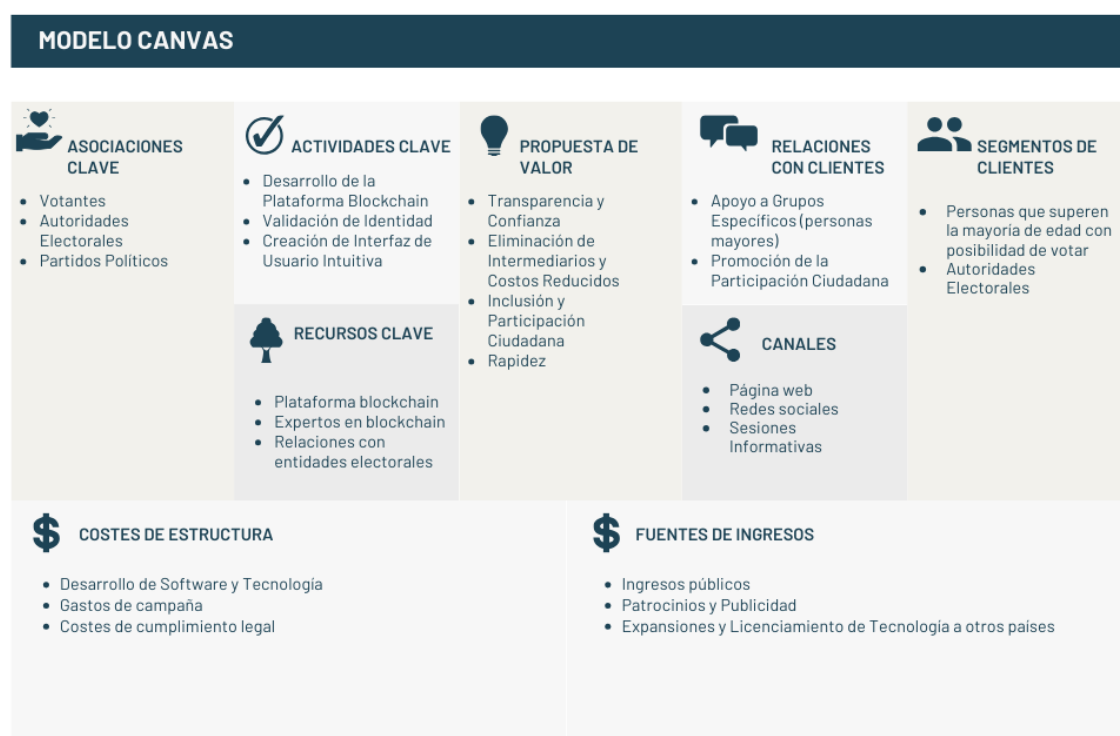 MODELO CANVAS
ASOCIACIONES
CLAVE
• Votantes
• Autoridades
Electorales
• Partidos Políticos
ACTIVIDADES CLAVE
• Desarrollo de la
Plataforma Blockchain
• Validación de Identidad
• Creación de Interfaz de
Usuario Intuitiva
RECURSOS CLAVE
• Plataforma blockchain
• Expertos en blockchain
• Relaciones con
entidades electorales
PROPUESTA DE
VALOR
• Transparencia y
Confianza
• Eliminación de
Intermediarios y
Costos Reducidos
• Inclusión y
Participación
Ciudadana
• Rapidez
RELACIONES
CON CLIENTES
• Apoyo a Grupos
Específicos (personas
mayores)
• Promoción de la
Participación Ciudadana
CANALES
• Página web
• Redes sociales
• Sesiones
Informativas
SEGMENTOS DE
CLIENTES
• Personas que superen
la mayoría de edad con
posibilidad de votar
• Autoridades
Electorales
$ COSTES DE ESTRUCTURA
• Desarrollo de Software y Tecnología
• Gastos de campaña
• Costes de cumplimiento legal
$ FUENTES DE INGRESOS
• Ingresos públicos
• Patrocinios y Publicidad
• Expansiones y Licenciamiento de Tecnología a otros países